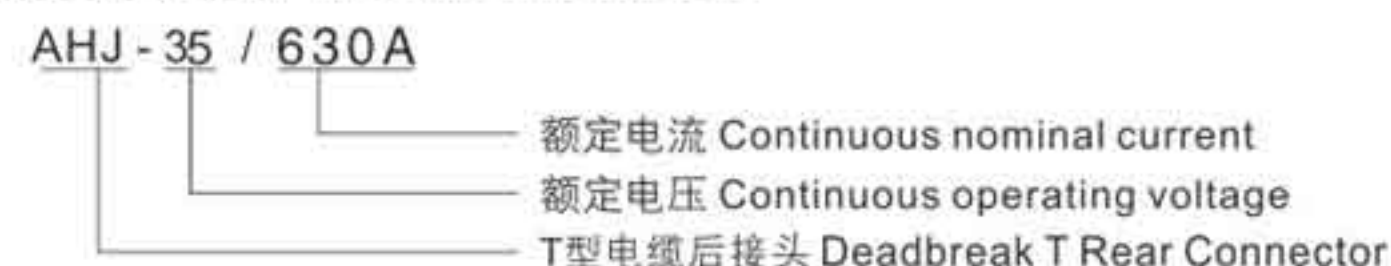 AHJ - 35 / 630A
额定电流 Continuous nominal current
额定电压 Continuous operating voltage
T型电缆后接头 Deadbreak T Rear Connector